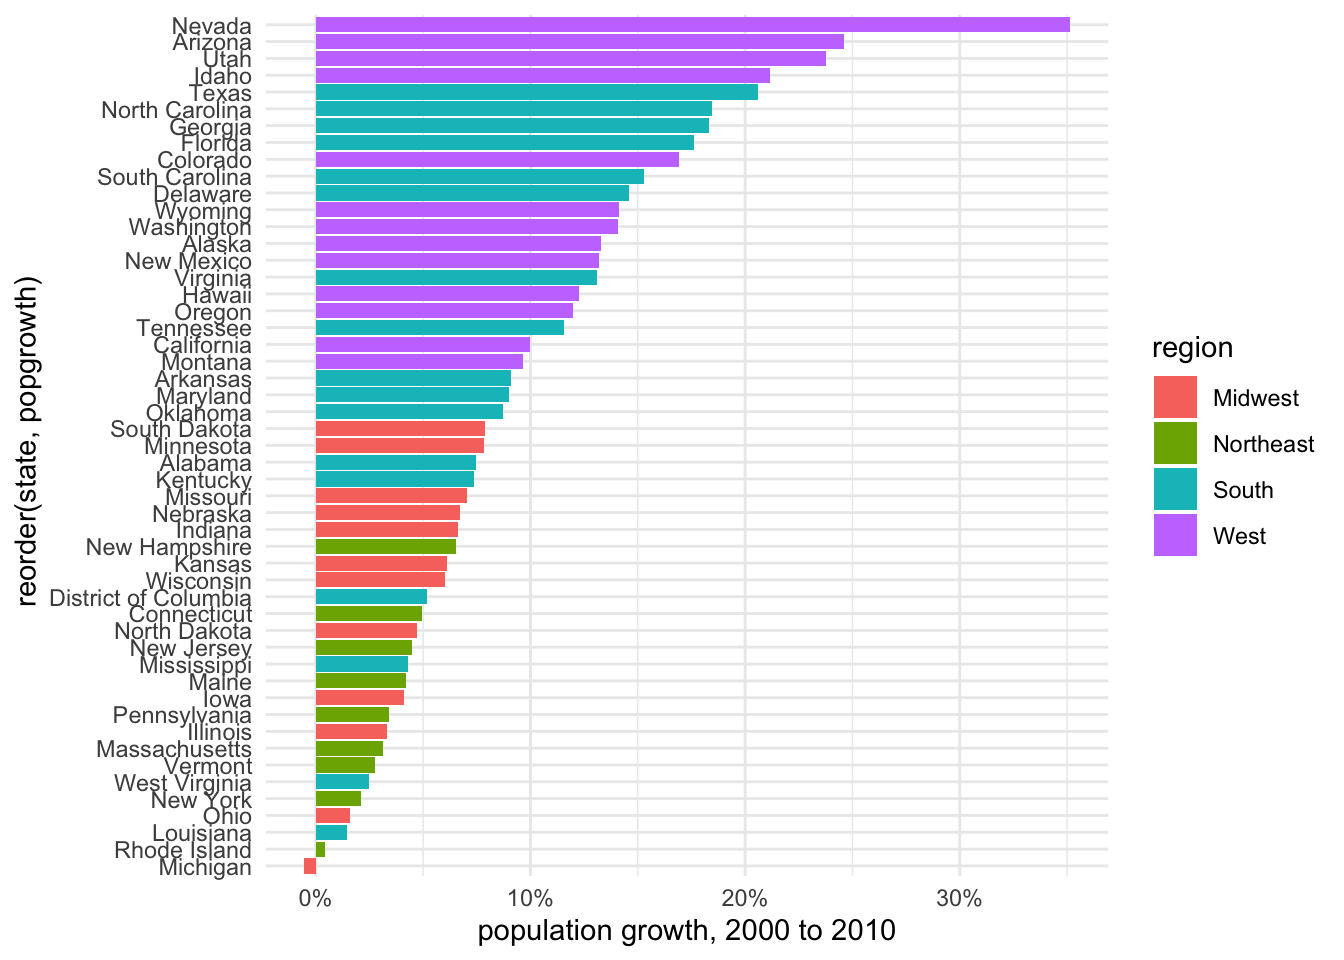 Nevada
Arizona
Utah
Idaho
Texas
North Carolina
Georgia
Florida
Colorado
South Carolina
Delaware
Wyoming
Washington
Alaska
New Mexico
Virginia
Hawaii
Oregon
Tennessee
California
Montana
Arkansas
Maryland
Oklahoma
South Dakota
Minnesota
Alabama
Kentucky
Missouri
Nebraska
Indiana
New Hampshire
Kansas
Wisconsin
District of Columbia
Connecticut
North Dakota
New Jersey
Mississippi
Maine
Iowa
Pennsylvania
Illinois
Massachusetts
Vermont
West Virginia
New York
Ohio
Louisiana
Rhode Island
Michigan
reorder(state, popgrowth)
0% 10% 20% 30%
population growth, 2000 to 2010
region
Midwest
Northeast
South
West